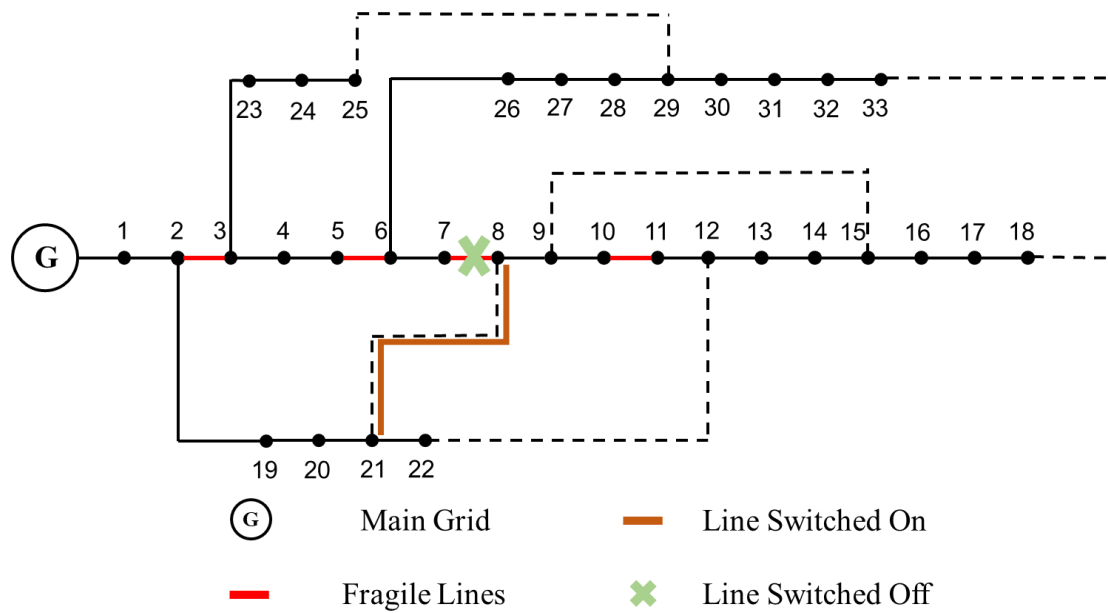 23 24 25
26 27 28 29 30 31 32 33
G 1 2 3 4 5 6 7 8 9 10 11 12 13 14 15 16 17 18
19 20 21 22
G Main Grid
Line Switched On
Fragile Lines
Line Switched Off